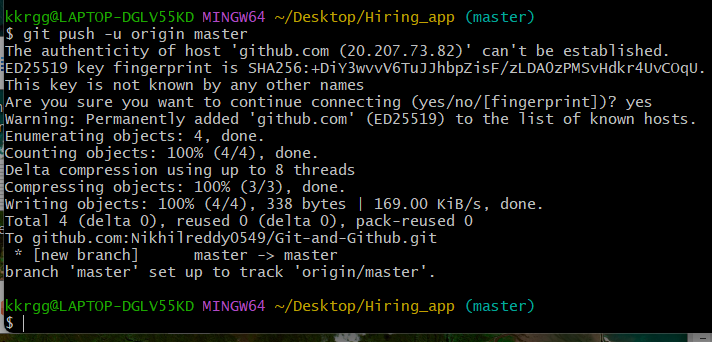 kkrgg@LAPTOP-DGLV55KD MINGW64 ~/Desktop/Hiring_app (master)
$ git push -u origin master
The authenticity of host 'github.com (20.207.73.82)' can't be established.
ED25519 key fingerprint is SHA256:+DiY3wvvV6TuJJhbpZisF/zLDA0zPMSvHdkr4UvCOqU.
This key is not known by any other names
Are you sure you want to continue connecting (yes/no/[fingerprint])? yes
Warning: Permanently added 'github.com' (ED25519) to the list of known hosts.
Enumerating objects: 4, done.
Counting objects: 100% (4/4), done.
Delta compression using up to 8 threads
Compressing objects: 100% (3/3), done.
Writing objects: 100% (4/4), 338 bytes | 169.00 KiB/s, done.
Total 4 (delta 0), reused 0 (delta 0), pack-reused 0
To github.com:Nikhilreddy0549/Git-and-Github.git
 * [new branch]      master -> master
branch 'master' set up to track 'origin/master'.
kkrgg@LAPTOP-DGLV55KD MINGW64 ~/Desktop/Hiring_app (master)
$